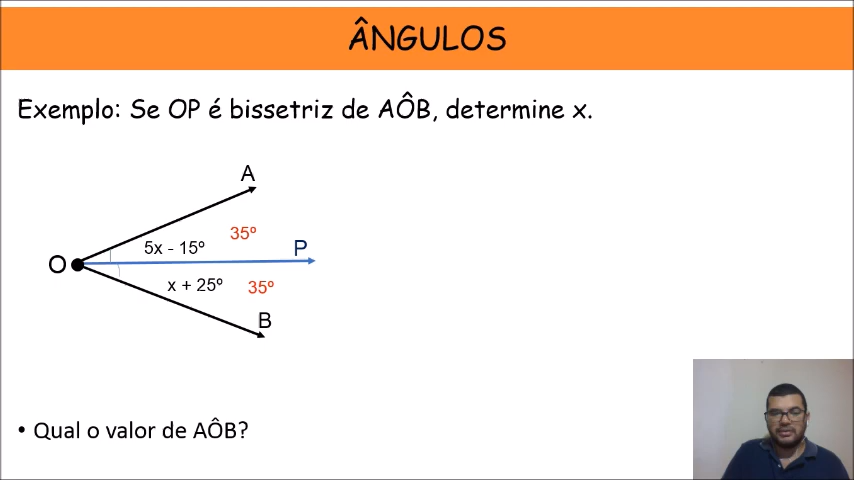 ÂNGULOS
Exemplo: Se OP é bissetriz de AÔB, determine x.
A
35º
5x - 15º
P
O
x + 25º
35º
B
• Qual o valor de AÔB?